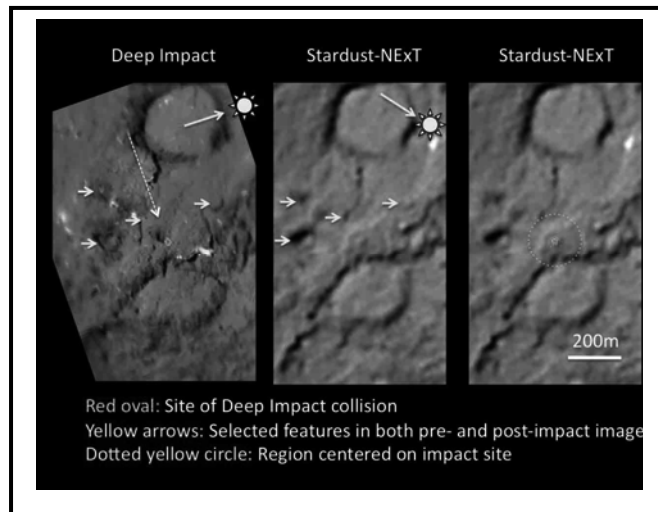 Deep Impact
Stardust-NExT
Stardust-NExT
200m
Red oval: Site of Deep Impact collision
Yellow arrows: Selected features in both pre- and post-impact image
Dotted yellow circle: Region centered on impact site